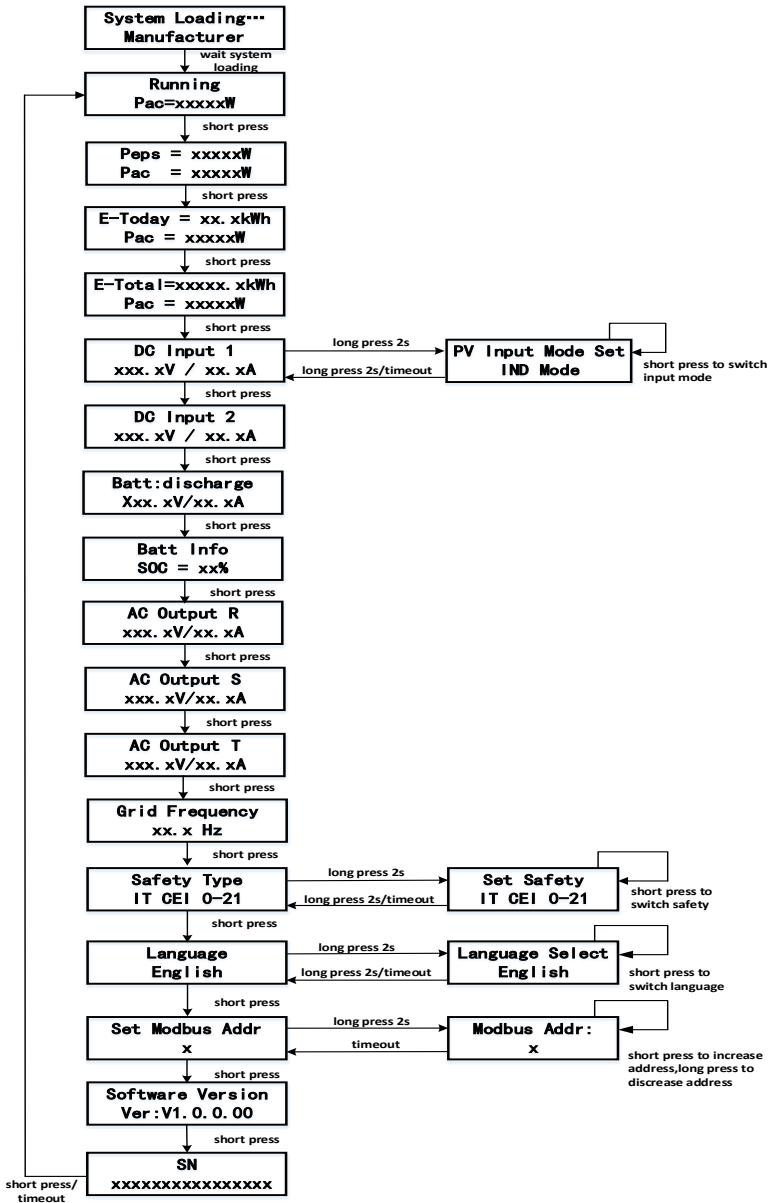 System Loading···
Manufacturer
wait system
loading
Running
Pac=xxxxxW
short press
Peps = xxxxxW
Pac = xxxxxW
short press
E-Today = xx.xkWh
Pac = xxxxxW
short press
E-Total=xxxxx.xkWh
Pac = xxxxxW
short press
DC Input 1
xxx.xV / xx.xA
long press 2s
long press 2s/timeout
PV Input Mode Set
IND Mode
short press to switch
input mode
short press
DC Input 2
xxx.xV / xx.xA
short press
Batt:discharge
Xxx.xV/xx.xA
short press
Batt Info
SOC = xx%
short press
AC Output R
xxx.xV/xx.xA
short press
AC Output S
xxx.xV/xx.xA
short press
AC Output T
xxx.xV/xx.xA
short press
Grid Frequency
xx.x Hz
short press
Safety Type
IT CEI 0-21
long press 2s
long press 2s/timeout
Set Safety
IT CEI 0-21
short press to
switch safety
short press
Language
English
long press 2s
long press 2s/timeout
Language Select
English
short press to
switch language
short press
Set Modbus Addr
x
long press 2s
timeout
Modbus Addr:
x
short press to increase
address,long press to
discrease address
short press
Software Version
Ver:V1.0.0.00
short press
SN
xxxxxxxxxxxxxxxx
short press/
timeout